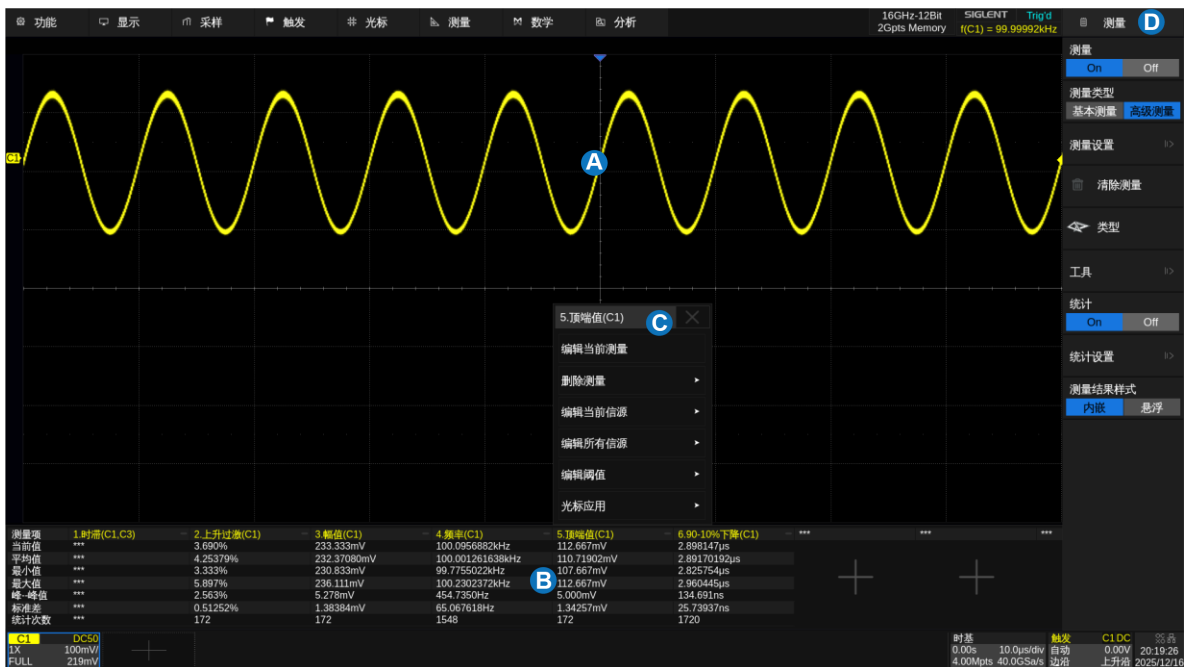 功能 显示 采样 触发 光标 测量 数学 分析
16GHz-12Bit SIGLENT Trig'd
2Gpts Memory f(C1) = 99.99992kHz
测量 D
测量
On Off
测量类型
基本测量 高级测量
测量设置
清除测量
类型
工具
统计
On Off
统计设置
测量结果样式
内嵌 悬浮
C1
A
5.顶端值(C1) C
编辑当前测量
删除测量
编辑当前信源
编辑所有信源
编辑阈值
光标应用
测量项 1.时滞(C1,C3) 2.上升过激(C1) 3.幅值(C1) 4.频率(C1) 5.顶端值(C1) 6.90-10%下降(C1) *** *** ***
当前值 *** 3.690% 233.333mV 100.0956882kHz 112.667mV 2.898147µs
平均值 *** 4.25379% 232.37080mV 100.001261638kHz 110.71902mV 2.89170192µs
最小值 *** 3.333% 230.833mV 99.7755022kHz 107.667mV 2.825754µs
最大值 *** 5.897% 236.111mV 100.2302372kHz B 112.667mV 2.960445µs
峰--峰值 *** 2.563% 5.278mV 454.7350Hz 5.000mV 134.691ns
标准差 *** 0.51252% 1.38384mV 65.067618Hz 1.34257mV 25.73937ns
统计次数 *** 172 172 1548 172 1720
C1 DC50
1X 100mV/
FULL 219mV
时基
0.00s 10.0µs/div
4.00Mpts 40.0GSa/s
触发 C1 DC
自动 0.00V
边沿 上升沿
20:19:26
2025/12/16